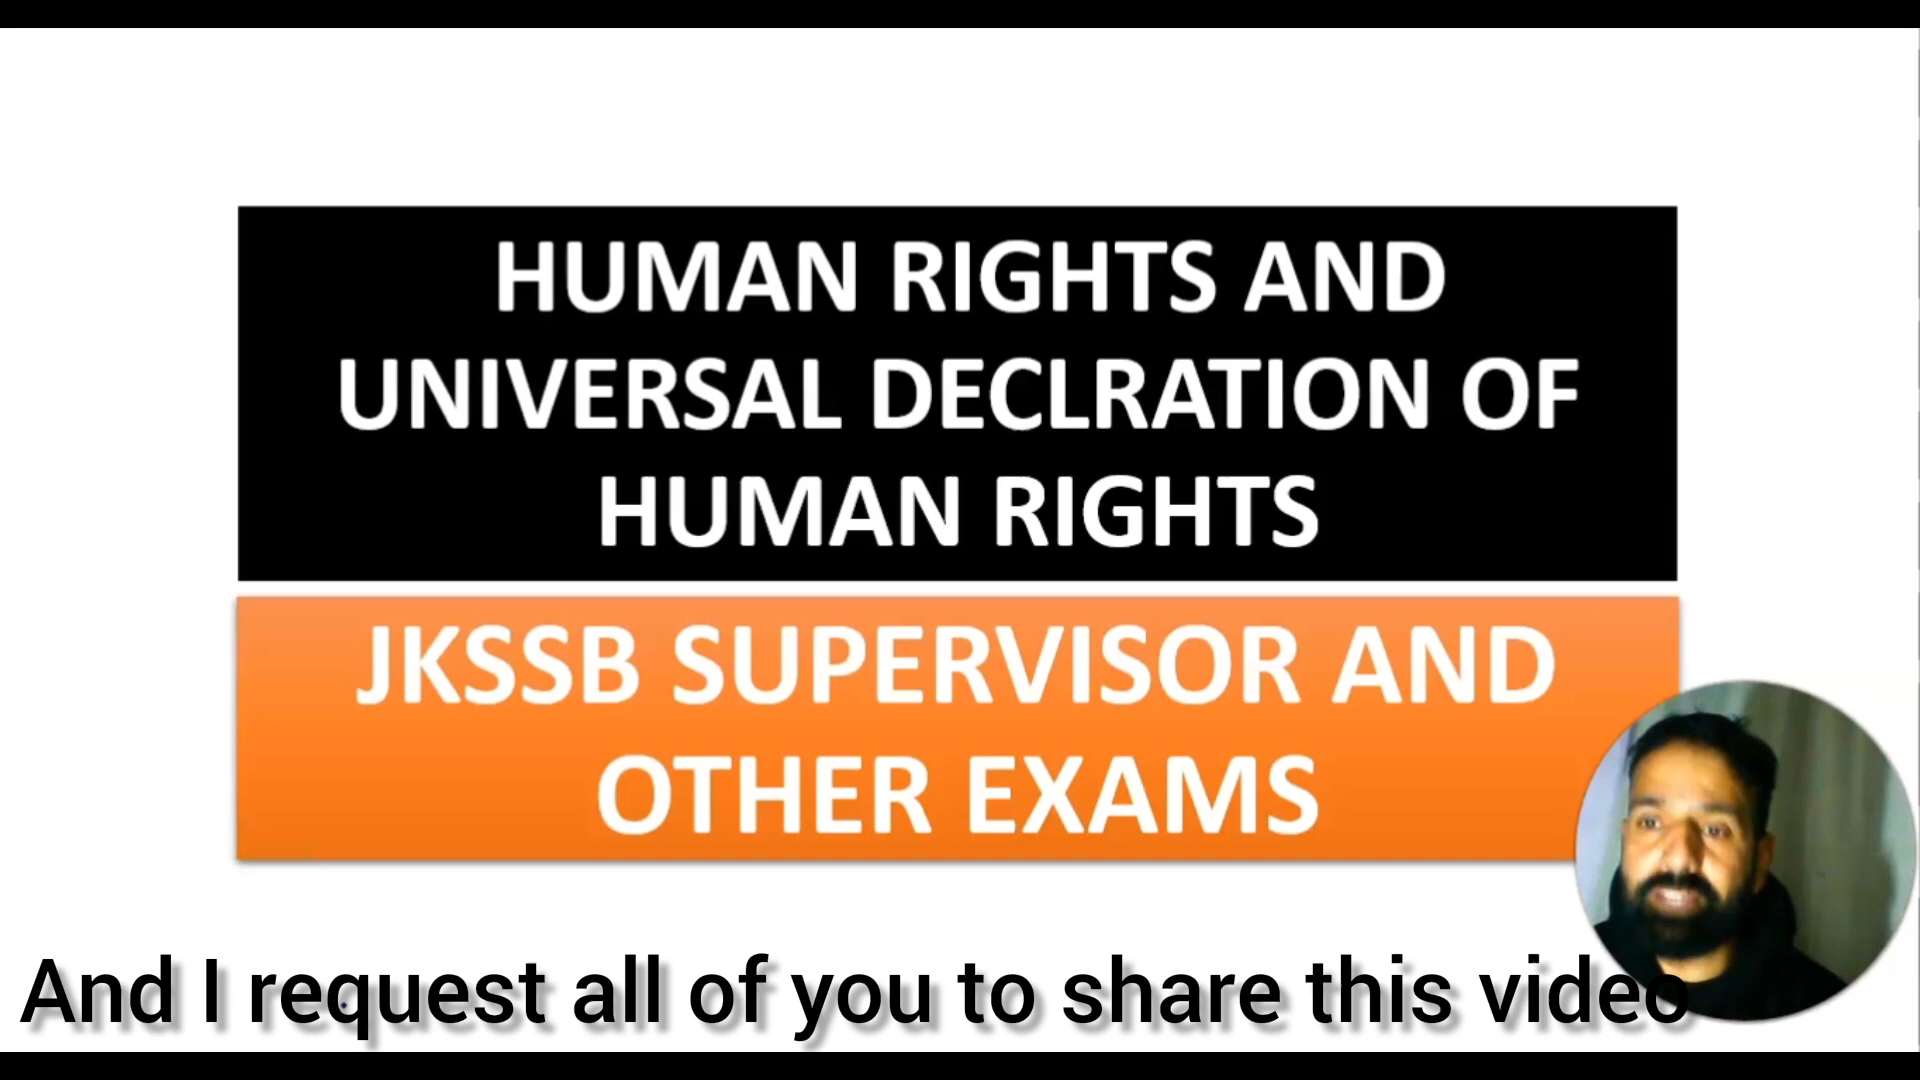 HUMAN RIGHTS AND
UNIVERSAL DECLRATION OF
HUMAN RIGHTS
JKSSB SUPERVISOR AND
OTHER EXAMS
And I request all of you to share this video